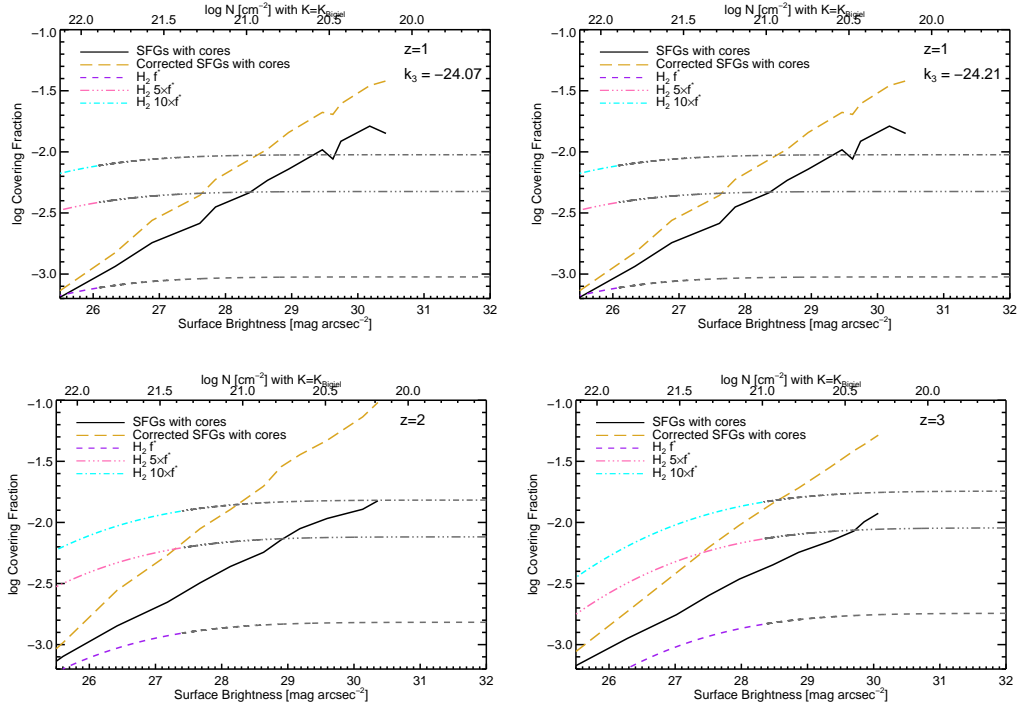 log N [cm⁻²] with K=K_Bigiel
22.0 21.5 21.0 20.5 20.0
-1.0
-1.5
-2.0
-2.5
-3.0
log Covering Fraction
SFGs with cores
Corrected SFGs with cores
H₂ f*
H₂ 5×f*
H₂ 10×f*
z=1
k₃ = −24.07
26 27 28 29 30 31 32
Surface Brightness [mag arcsec⁻²]
log N [cm⁻²] with K=K_Bigiel
22.0 21.5 21.0 20.5 20.0
-1.0
-1.5
-2.0
-2.5
-3.0
log Covering Fraction
SFGs with cores
Corrected SFGs with cores
H₂ f*
H₂ 5×f*
H₂ 10×f*
z=1
k₃ = −24.21
26 27 28 29 30 31 32
Surface Brightness [mag arcsec⁻²]
log N [cm⁻²] with K=K_Bigiel
22.0 21.5 21.0 20.5 20.0
-1.0
-1.5
-2.0
-2.5
-3.0
log Covering Fraction
SFGs with cores
Corrected SFGs with cores
H₂ f*
H₂ 5×f*
H₂ 10×f*
z=2
26 27 28 29 30 31 32
Surface Brightness [mag arcsec⁻²]
log N [cm⁻²] with K=K_Bigiel
22.0 21.5 21.0 20.5 20.0
-1.0
-1.5
-2.0
-2.5
-3.0
log Covering Fraction
SFGs with cores
Corrected SFGs with cores
H₂ f*
H₂ 5×f*
H₂ 10×f*
z=3
26 27 28 29 30 31 32
Surface Brightness [mag arcsec⁻²]